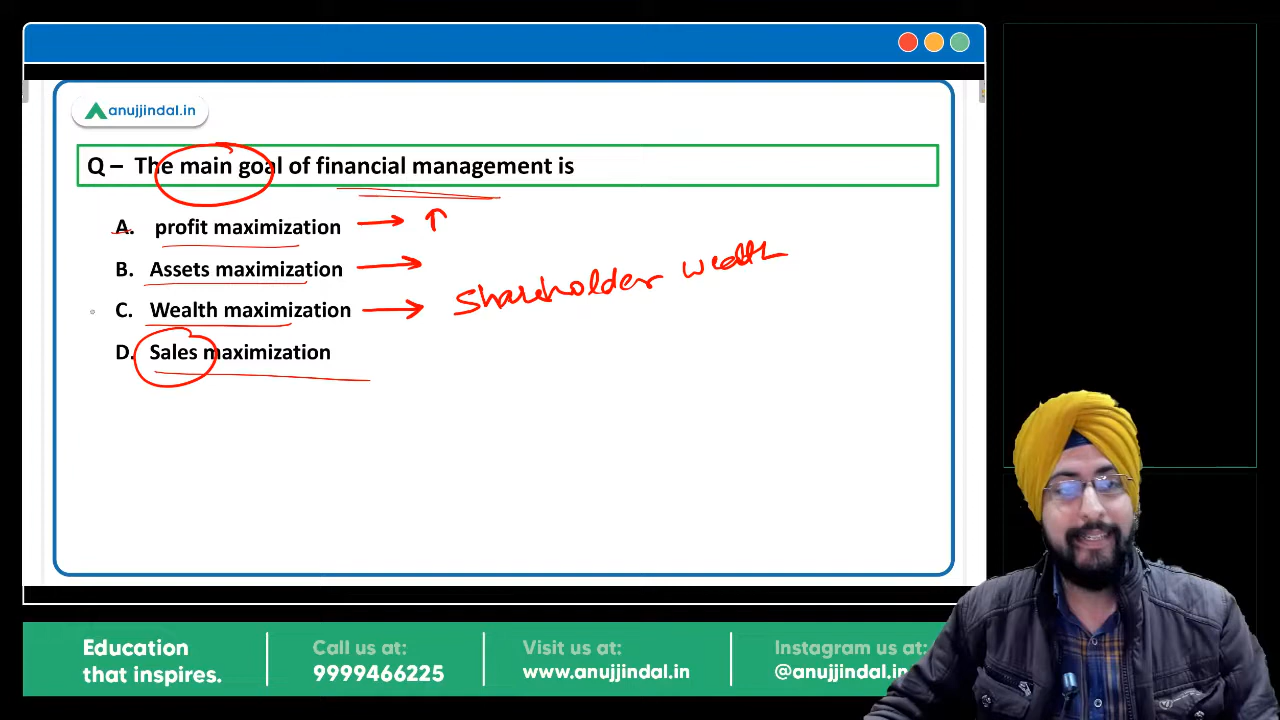 anujjindal.in
Q – The main goal of financial management is
A. profit maximization
B. Assets maximization
C. Wealth maximization
Shareholder wealth
D. Sales maximization
Education
that inspires.
Call us at:
9999466225
Visit us at:
www.anujjindal.in
Instagram us at:
@anujjindal.in